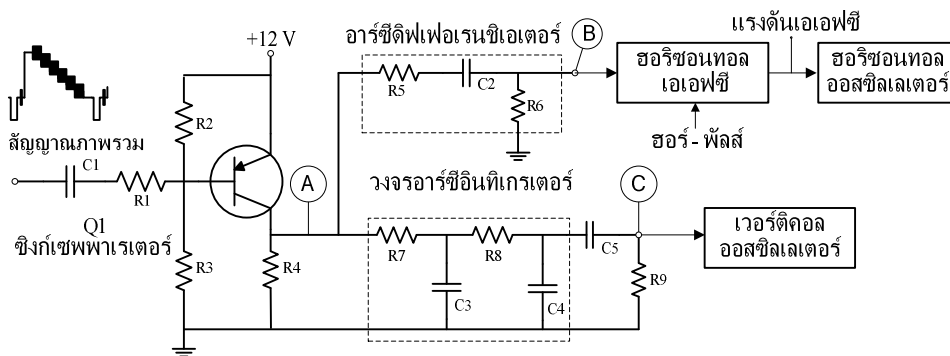 +12 V
อาร์ซีดิฟเฟอเรนชิเอเตอร์
B
แรงดันเอเอฟซี
R5
C2
R6
ฮอริซอนทอล
เอเอฟซี
ฮอริซอนทอล
ออสซิลเลเตอร์
ฮอร์ - พัลส์
สัญญาณภาพรวม
C1
R1
R2
Q1
ซิงก์เซพพาเรเตอร์
R3
R4
A
วงจรอาร์ซีอินทิเกรเตอร์
R7
R8
C3
C4
C5
C
R9
เวอร์ติคอล
ออสซิลเลเตอร์